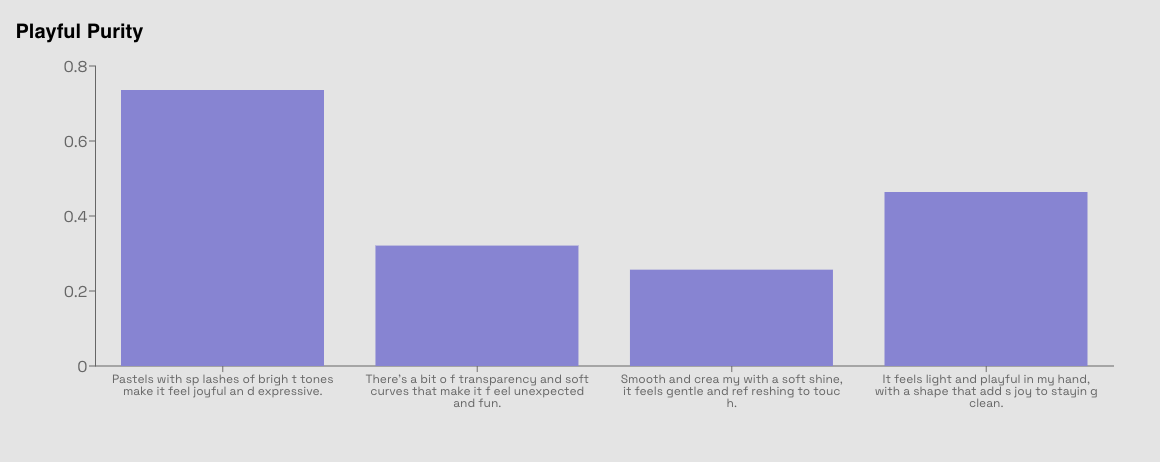 Playful Purity
0.8
0.6
0.4
0.2
0
Pastels with sp lashes of brigh t tones
make it feel joyful an d expressive.
There's a bit o f transparency and soft
curves that make it f eel unexpected
and fun.
Smooth and crea my with a soft shine,
it feels gentle and ref reshing to touc
h.
It feels light and playful in my hand,
with a shape that add s joy to stayin g
clean.